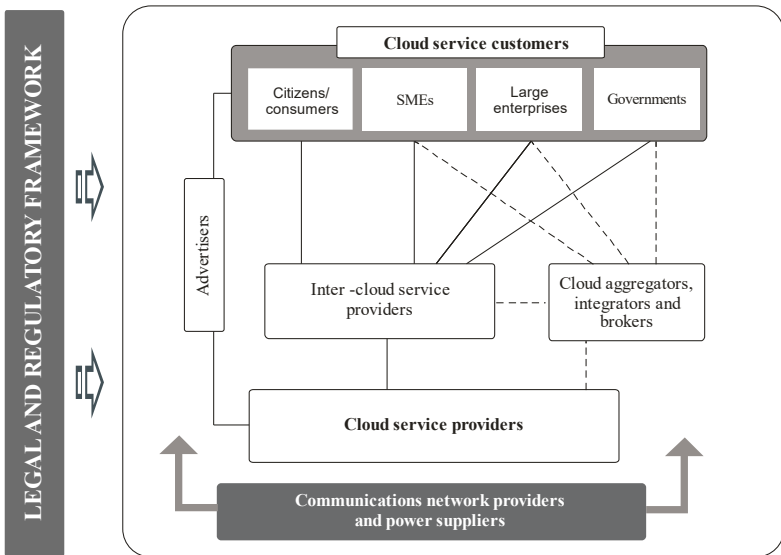 LEGAL AND REGULATORY FRAMEWORK
Cloud service customers
Citizens/
consumers
SMEs
Large
enterprises
Governments
Advertisers
Inter -cloud service
providers
Cloud aggregators,
integrators and
brokers
Cloud service providers
Communications network providers
and power suppliers